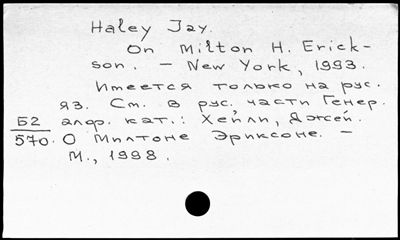 Haley Jay.
On Milton H. Erick-
son. – New York, 1993.
Имеется только на рус.
яз. См. в рус. части Генер.
Б2 алф. кат.: Хейли, Джей.
570. О Милтоне Эриксоне. –
М., 1998.